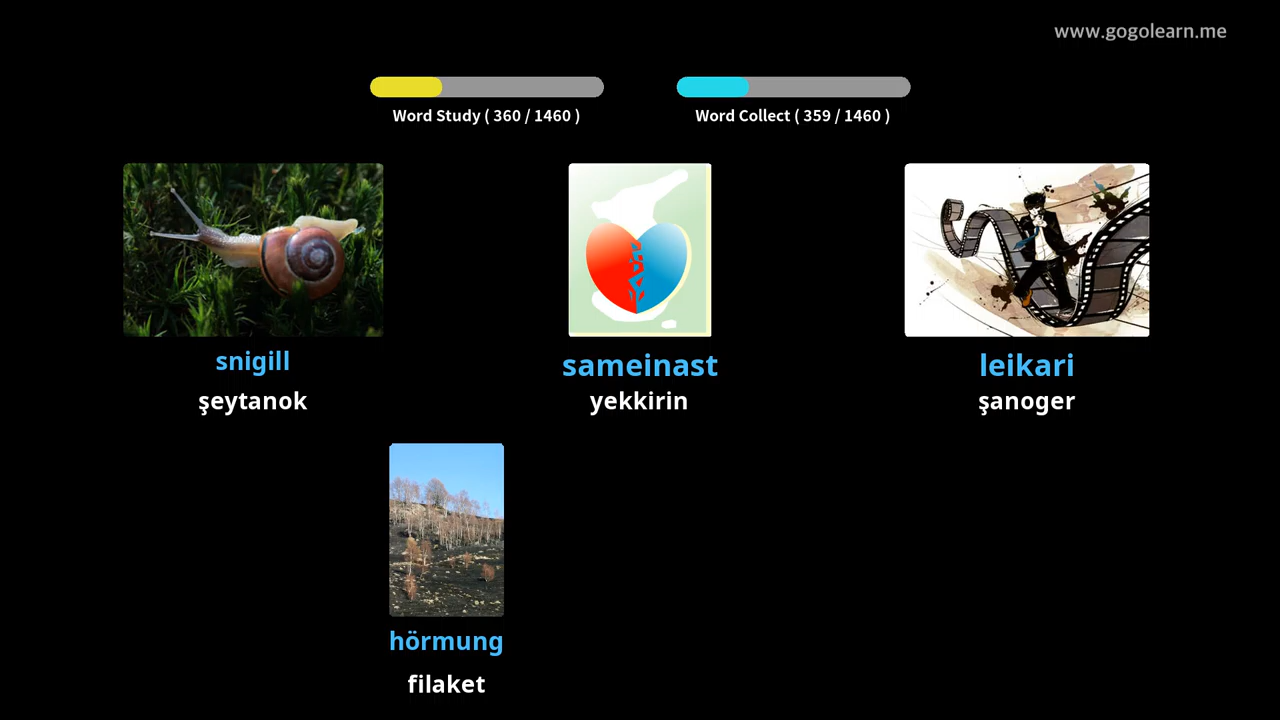 www.gogolearn.me
Word Study ( 360 / 1460 )
Word Collect ( 359 / 1460 )
snigill
sameinast
leikari
şeytanok
yekkirin
şanoger
hörmung
filaket